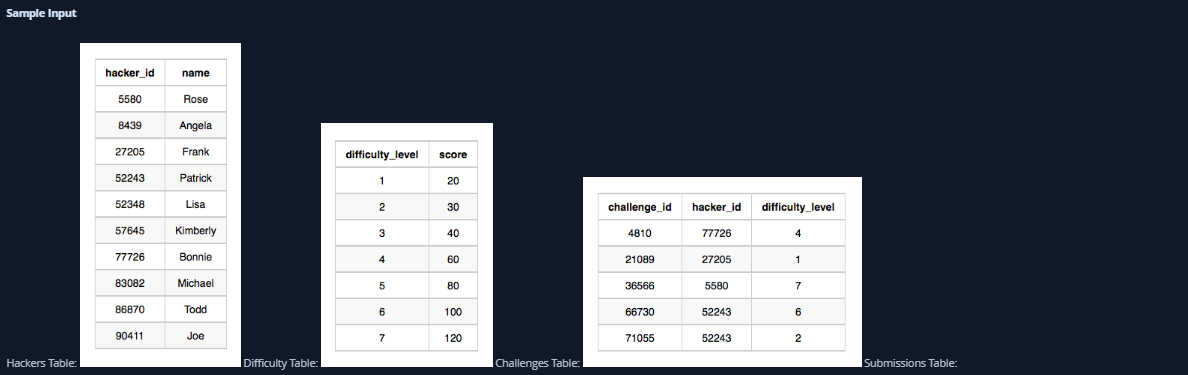 Sample Input
hacker_id name
5580 Rose
8439 Angela
27205 Frank
52243 Patrick
52348 Lisa
57645 Kimberly
77726 Bonnie
83082 Michael
86870 Todd
90411 Joe
Hackers Table:
difficulty_level score
1 20
2 30
3 40
4 60
5 80
6 100
7 120
Difficulty Table:
challenge_id hacker_id difficulty_level
4810 77726 4
21089 27205 1
36566 5580 7
66730 52243 6
71055 52243 2
Challenges Table:
Submissions Table: